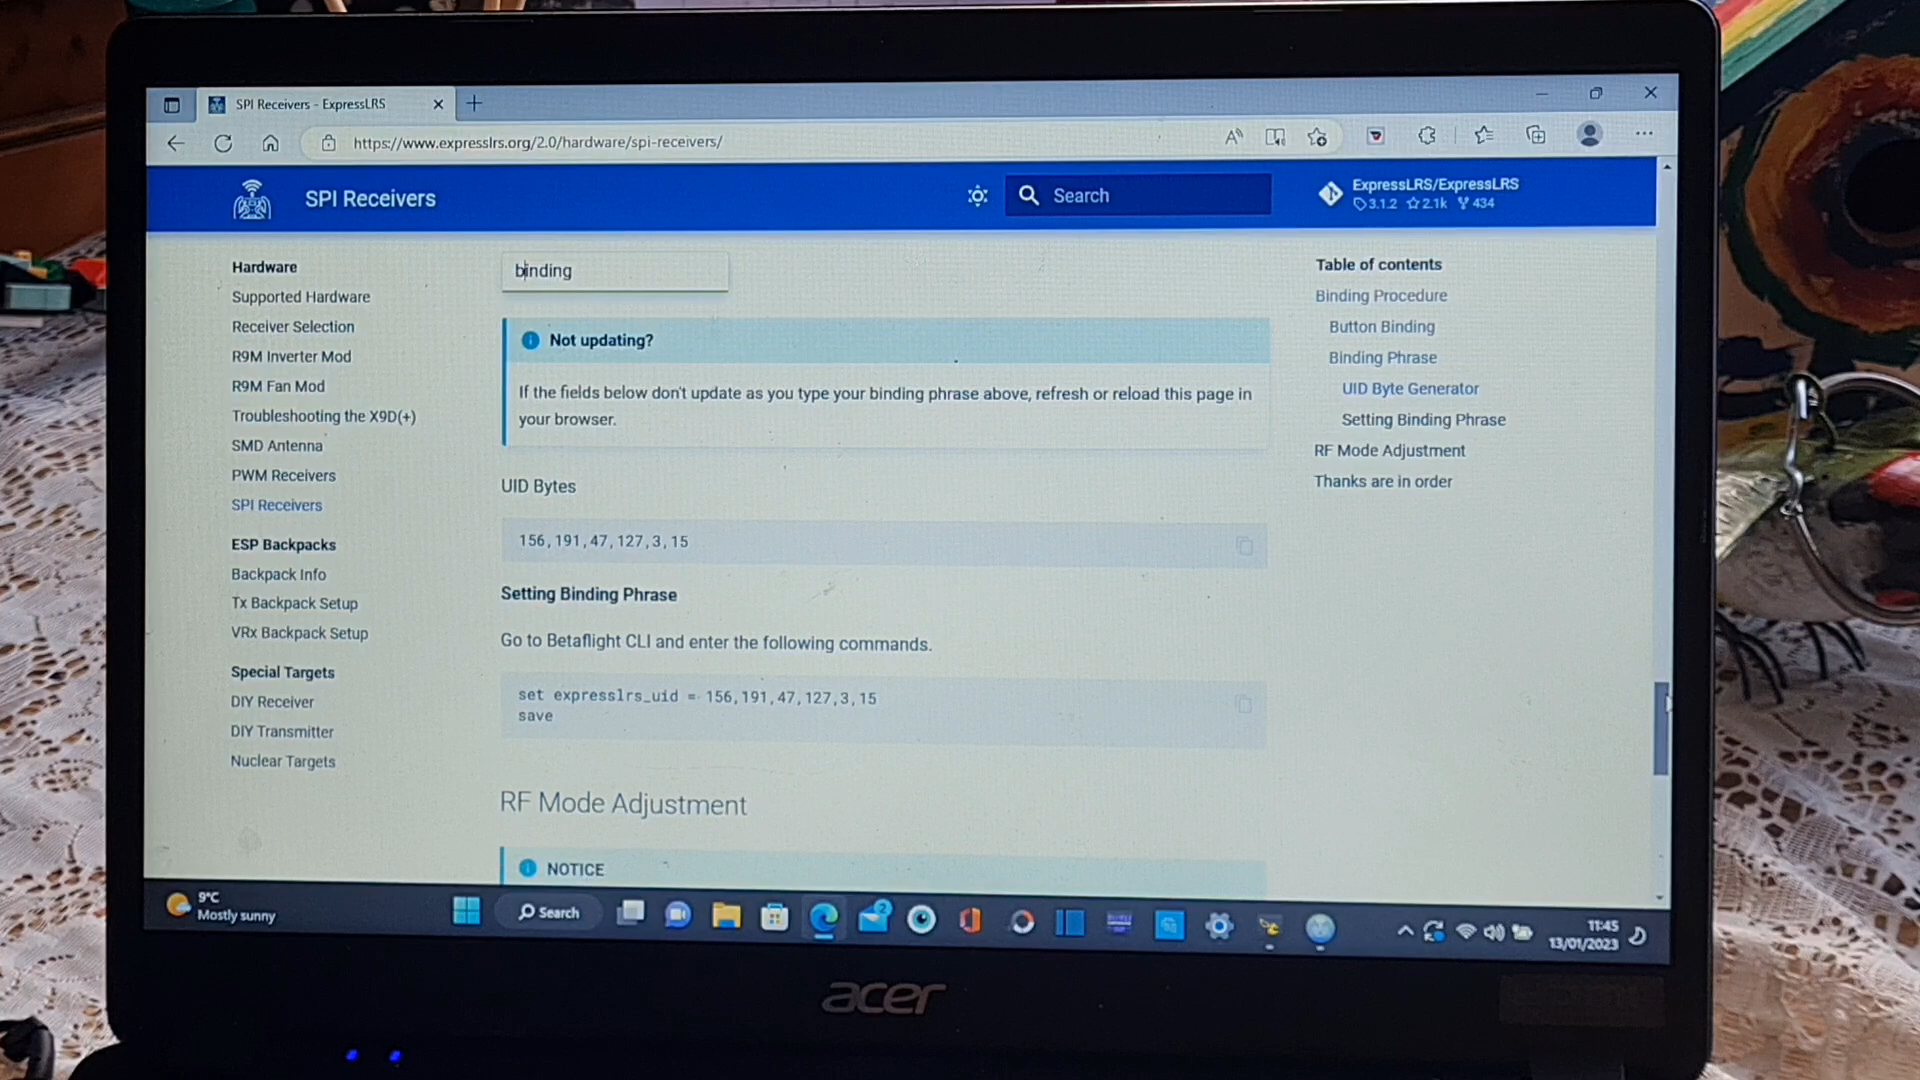 SPI Receivers - ExpressLRS
https://www.expresslrs.org/2.0/hardware/spi-receivers/
SPI Receivers
Search
ExpressLRS/ExpressLRS
3.1.2 2.1k 434
Hardware
Supported Hardware
Receiver Selection
R9M Inverter Mod
R9M Fan Mod
Troubleshooting the X9D(+)
SMD Antenna
PWM Receivers
SPI Receivers
ESP Backpacks
Backpack Info
Tx Backpack Setup
VRx Backpack Setup
Special Targets
DIY Receiver
DIY Transmitter
Nuclear Targets
binding
Not updating?
If the fields below don't update as you type your binding phrase above, refresh or reload this page in
your browser.
UID Bytes
156,191,47,127,3,15
Setting Binding Phrase
Go to Betaflight CLI and enter the following commands.
set expresslrs_uid = 156,191,47,127,3,15
save
RF Mode Adjustment
NOTICE
Table of contents
Binding Procedure
Button Binding
Binding Phrase
UID Byte Generator
Setting Binding Phrase
RF Mode Adjustment
Thanks are in order
9°C
Mostly sunny
Search
2
11:45
13/01/2023
acer